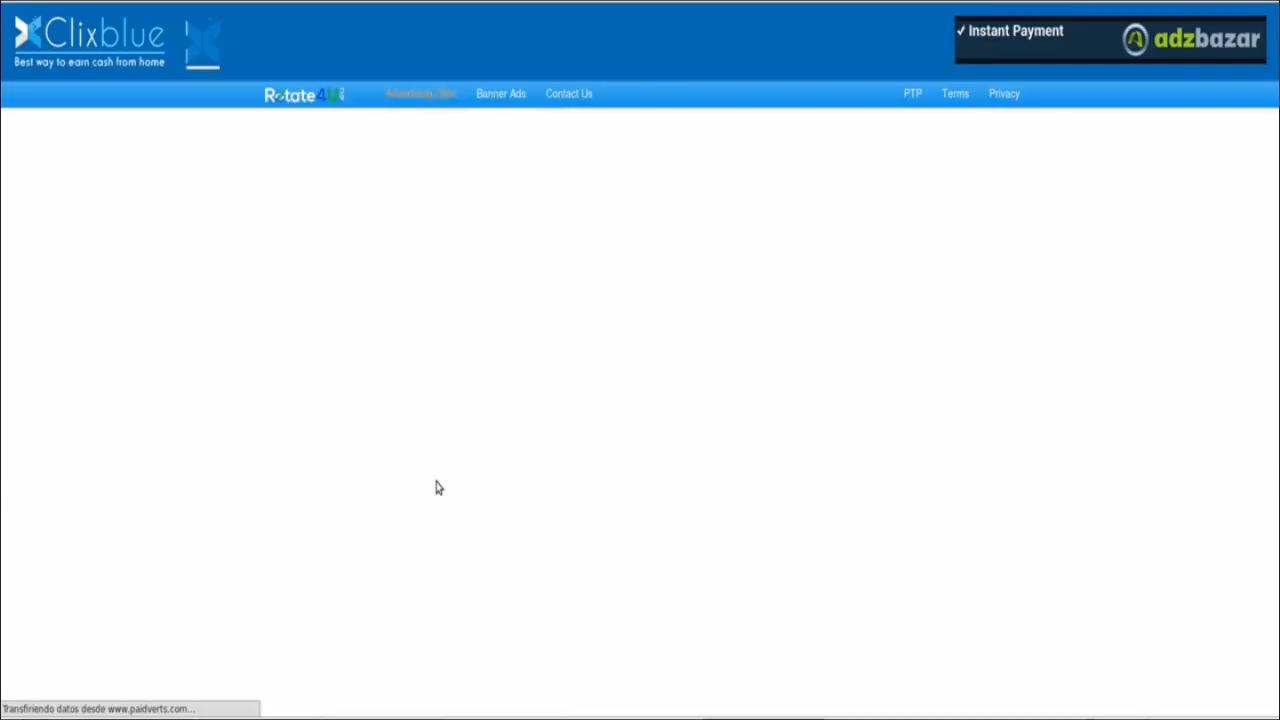 Clixblue
Best way to earn cash from home
✓ Instant Payment
adzbazar
Rotate4U
Banner Ads
Contact Us
PTP
Terms
Privacy
Transfiriendo datos desde www.paidverts.com...